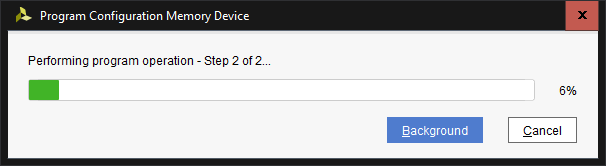 Program Configuration Memory Device
x
Performing program operation - Step 2 of 2...
6%
Background
Cancel